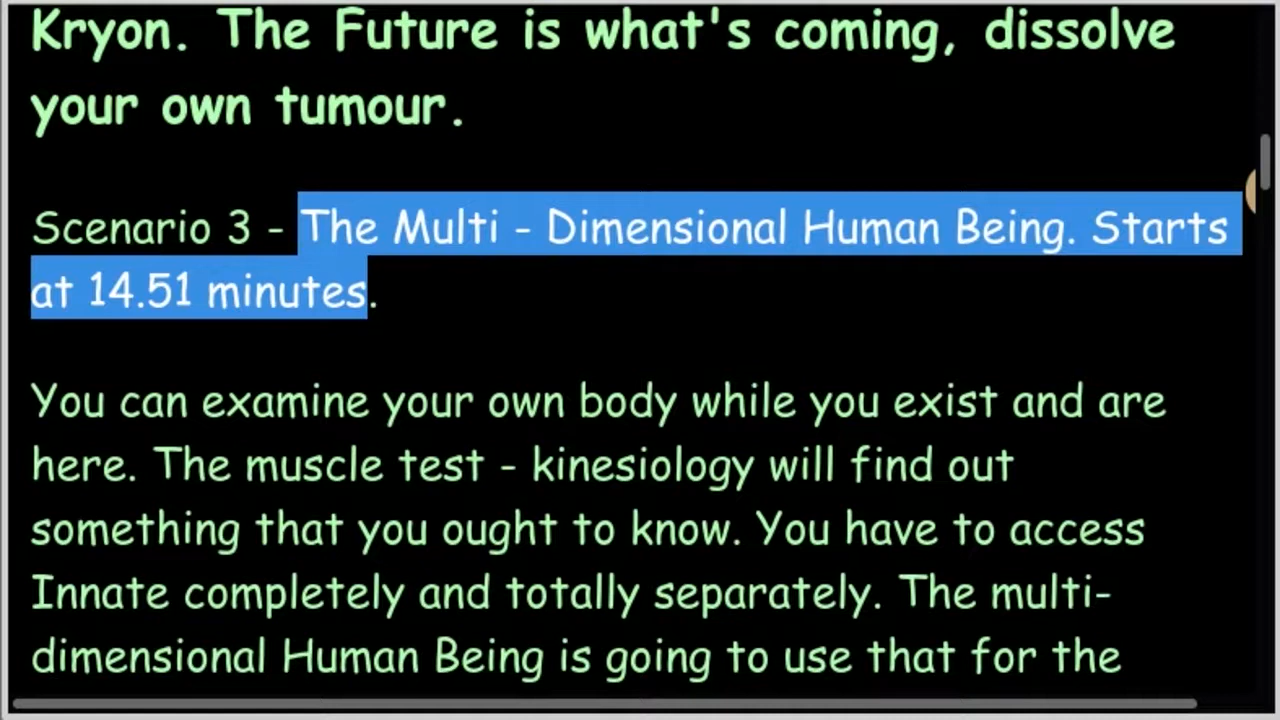 Kryon. The Future is what's coming, dissolve
your own tumour.
Scenario 3 - The Multi - Dimensional Human Being. Starts
at 14.51 minutes.
You can examine your own body while you exist and are
here. The muscle test - kinesiology will find out
something that you ought to know. You have to access
Innate completely and totally separately. The multi-
dimensional Human Being is going to use that for the